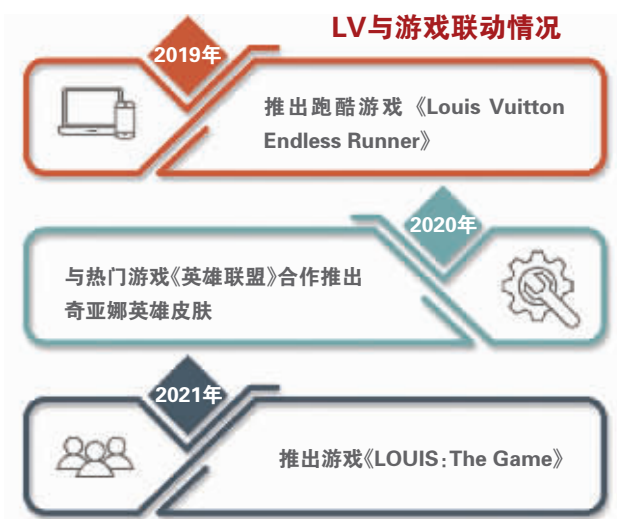 LV与游戏联动情况
2019年
推出跑酷游戏《Louis Vuitton
Endless Runner》
2020年
与热门游戏《英雄联盟》合作推出
奇亚娜英雄皮肤
2021年
推出游戏《LOUIS:The Game》